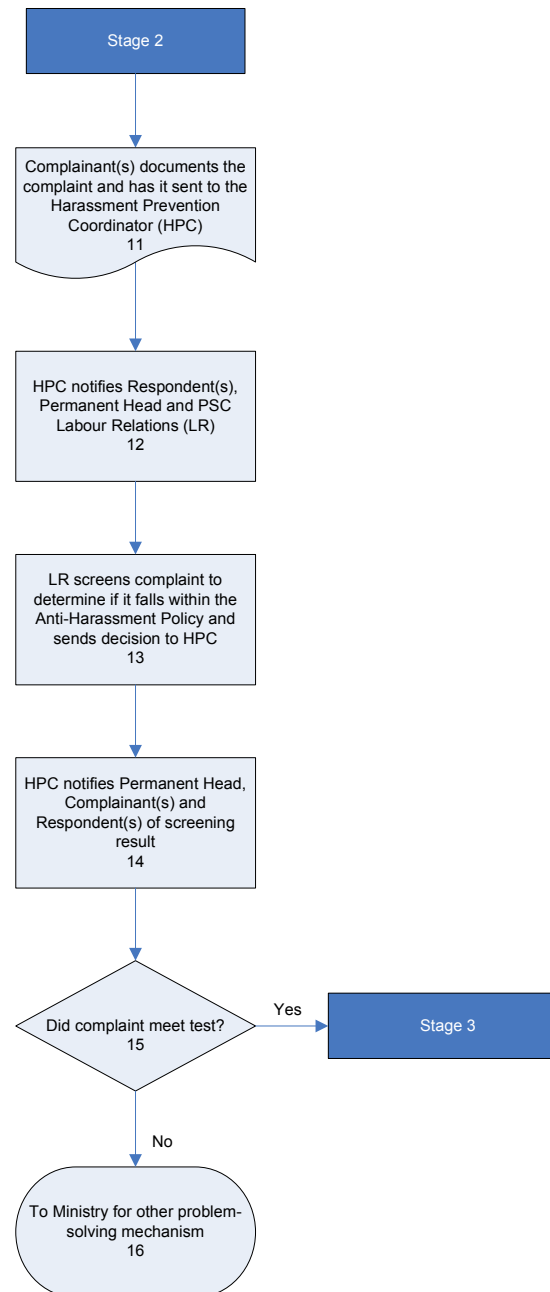 Stage 2
Complainant(s) documents the
complaint and has it sent to the
Harassment Prevention
Coordinator (HPC)
11
HPC notifies Respondent(s),
Permanent Head and PSC
Labour Relations (LR)
12
LR screens complaint to
determine if it falls within the
Anti-Harassment Policy and
sends decision to HPC
13
HPC notifies Permanent Head,
Complainant(s) and
Respondent(s) of screening
result
14
Did complaint meet test?
15
Yes
Stage 3
No
To Ministry for other problem-
solving mechanism
16